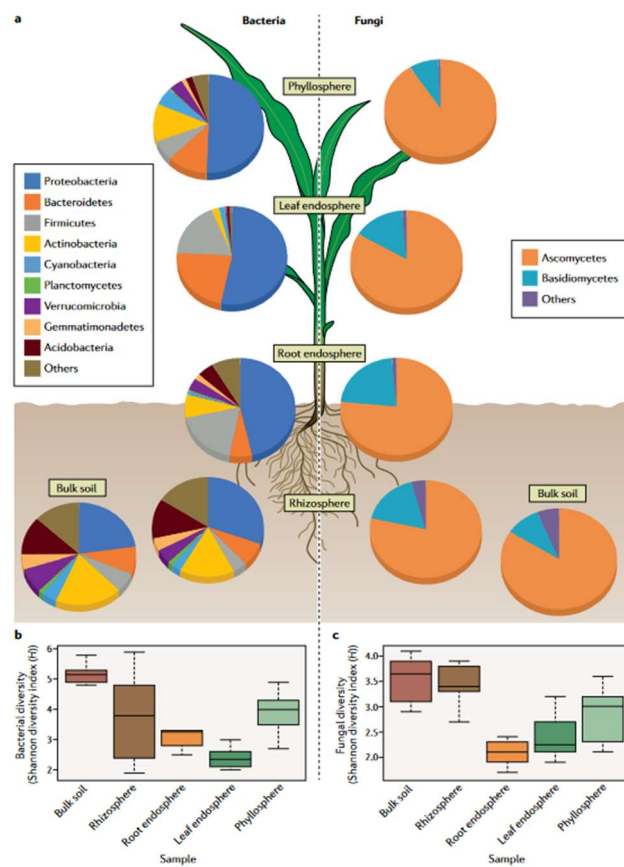 a
Bacteria
Fungi
Phyllosphere
Proteobacteria
Bacteroidetes
Firmicutes
Actinobacteria
Cyanobacteria
Planctomycetes
Verrucomicrobia
Gemmatimonadetes
Acidobacteria
Others
Leaf endosphere
Ascomycetes
Basidiomycetes
Others
Root endosphere
Bulk soil
Rhizosphere
Bulk soil
b
Bacterial diversity
(Shannon diversity index (H))
6
5
4
3
2
Bulk soil
Rhizosphere
Root endosphere
Leaf endosphere
Phyllosphere
Sample
c
Fungal diversity
(Shannon diversity index (H))
4.0
3.5
3.0
2.5
2.0
Bulk soil
Rhizosphere
Root endosphere
Leaf endosphere
Phyllosphere
Sample